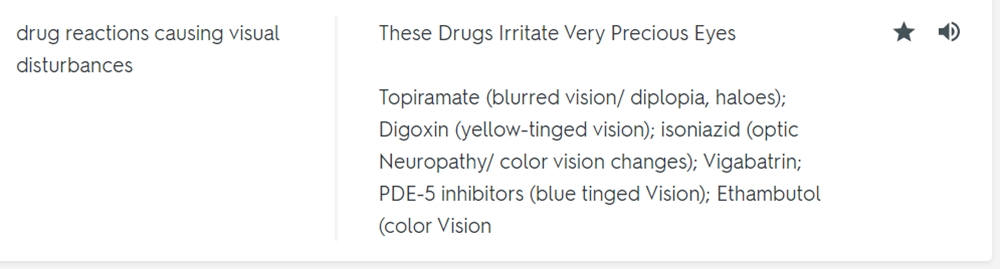 drug reactions causing visual
disturbances
These Drugs Irritate Very Precious Eyes
Topiramate (blurred vision/ diplopia, haloes);
Digoxin (yellow-tinged vision); isoniazid (optic
Neuropathy/ color vision changes); Vigabatrin;
PDE-5 inhibitors (blue tinged Vision); Ethambutol
(color Vision